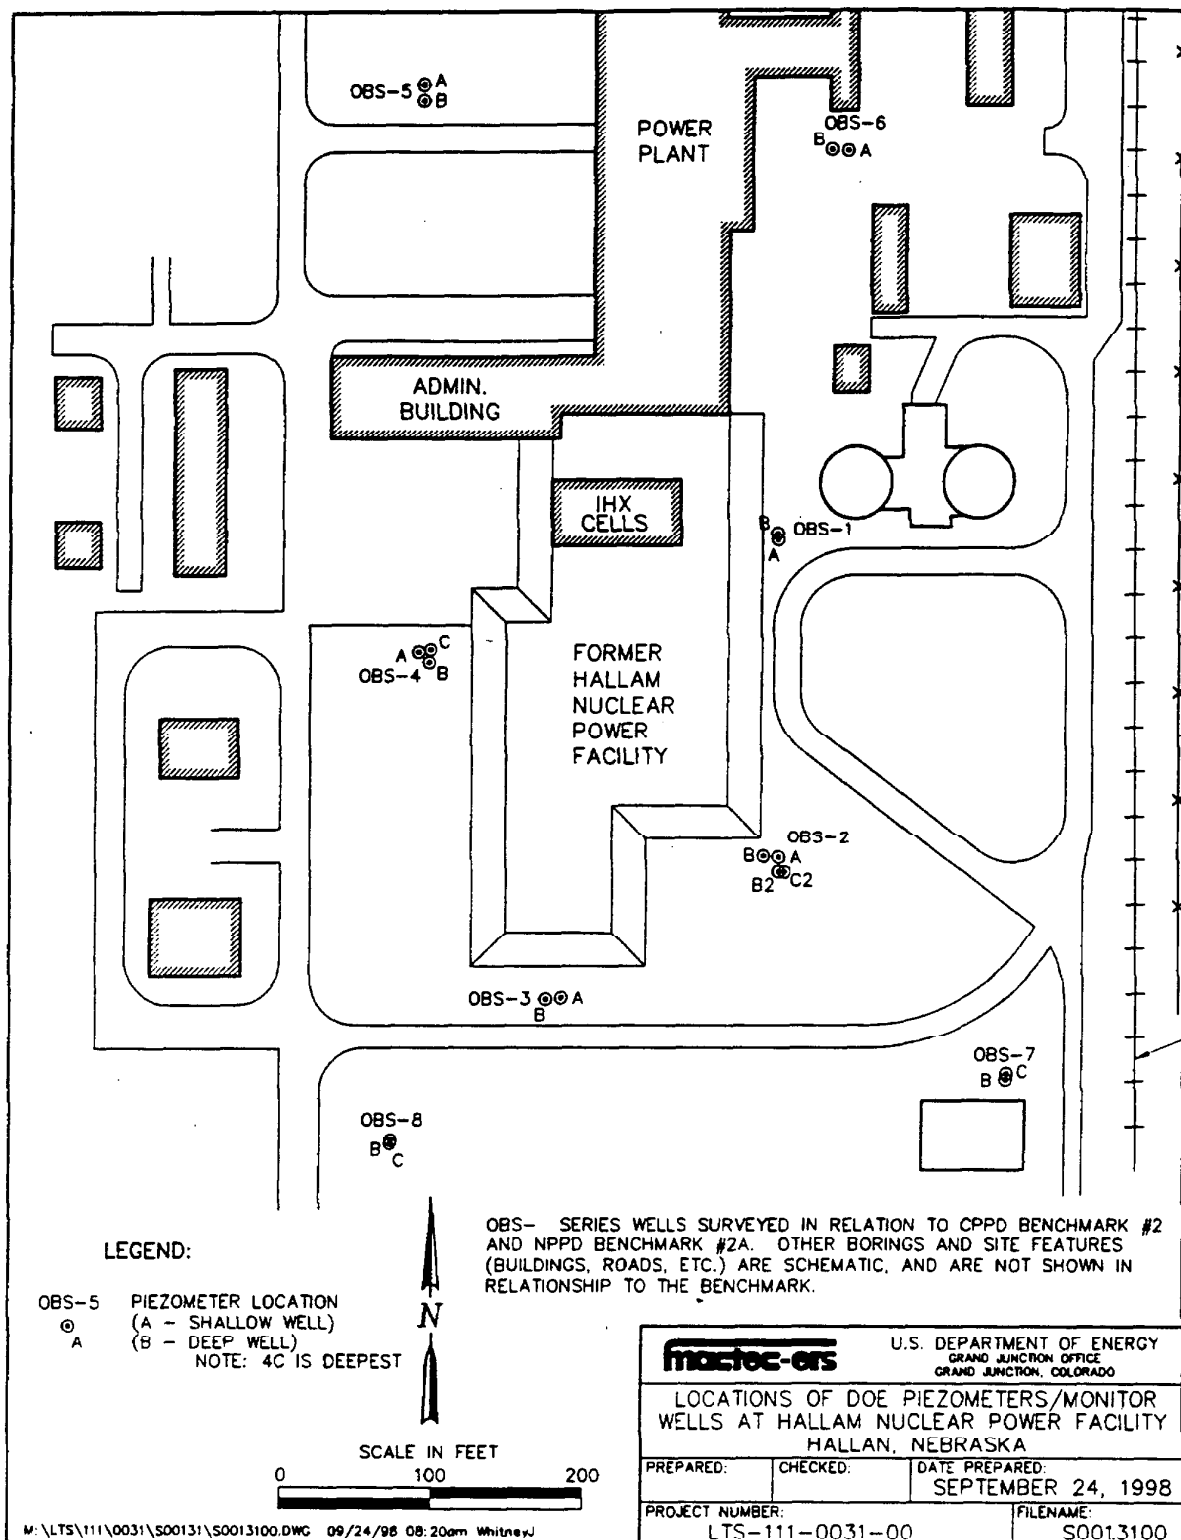 OBS-5
A
B
POWER
PLANT
OBS-6
B
A
ADMIN.
BUILDING
IHX
CELLS
B
OBS-1
A
A
C
OBS-4
B
FORMER
HALLAM
NUCLEAR
POWER
FACILITY
OBS-2
B
A
B2
C2
OBS-3
A
B
OBS-7
B
C
OBS-8
B
C
OBS- SERIES WELLS SURVEYED IN RELATION TO CPPD BENCHMARK #2
AND NPPD BENCHMARK #2A. OTHER BORINGS AND SITE FEATURES
(BUILDINGS, ROADS, ETC.) ARE SCHEMATIC, AND ARE NOT SHOWN IN
RELATIONSHIP TO THE BENCHMARK.
LEGEND:
OBS-5 PIEZOMETER LOCATION
(A - SHALLOW WELL)
A (B - DEEP WELL)
NOTE: 4C IS DEEPEST
N
SCALE IN FEET
0 100 200
mactec-ers
U.S. DEPARTMENT OF ENERGY
GRAND JUNCTION OFFICE
GRAND JUNCTION, COLORADO
LOCATIONS OF DOE PIEZOMETERS/MONITOR
WELLS AT HALLAM NUCLEAR POWER FACILITY
HALLAN, NEBRASKA
PREPARED: CHECKED: DATE PREPARED:
SEPTEMBER 24, 1998
PROJECT NUMBER: FILENAME:
LTS-111-0031-00 S0013100
M:\LTS\111\0031\S00131\S0013100.DWG 09/24/98 08:20am WhitneyJ